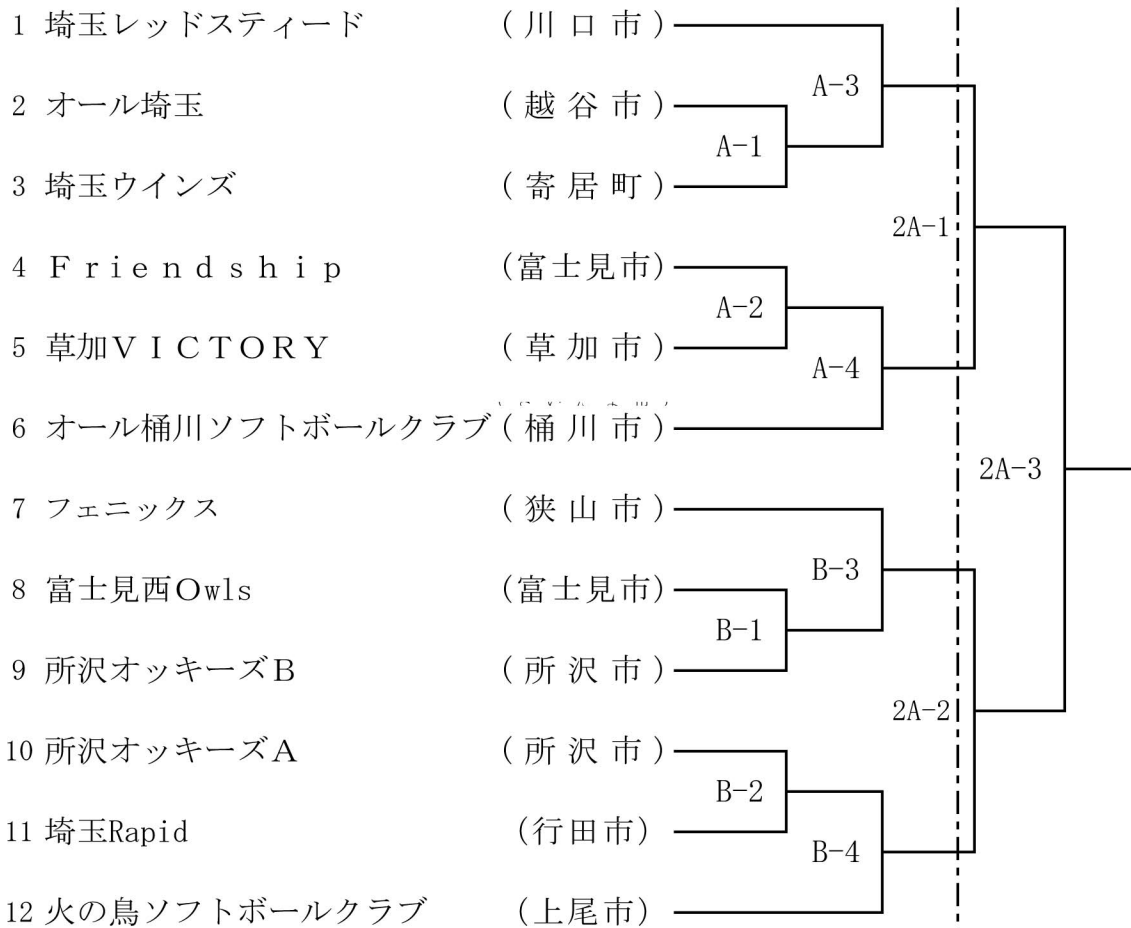 1 埼玉レッドスティード (川口市)
A-3
2 オール埼玉 (越谷市)
A-1
3 埼玉ウインズ (寄居町)
2A-1
4 Ｆｒｉｅｎｄｓｈｉｐ (富士見市)
A-2
5 草加ＶＩＣＴＯＲＹ (草加市)
A-4
6 オール桶川ソフトボールクラブ (桶川市)
2A-3
7 フェニックス (狭山市)
B-3
8 富士見西Owls (富士見市)
B-1
9 所沢オッキーズＢ (所沢市)
2A-2
10 所沢オッキーズＡ (所沢市)
B-2
11 埼玉Rapid (行田市)
B-4
12 火の鳥ソフトボールクラブ (上尾市)